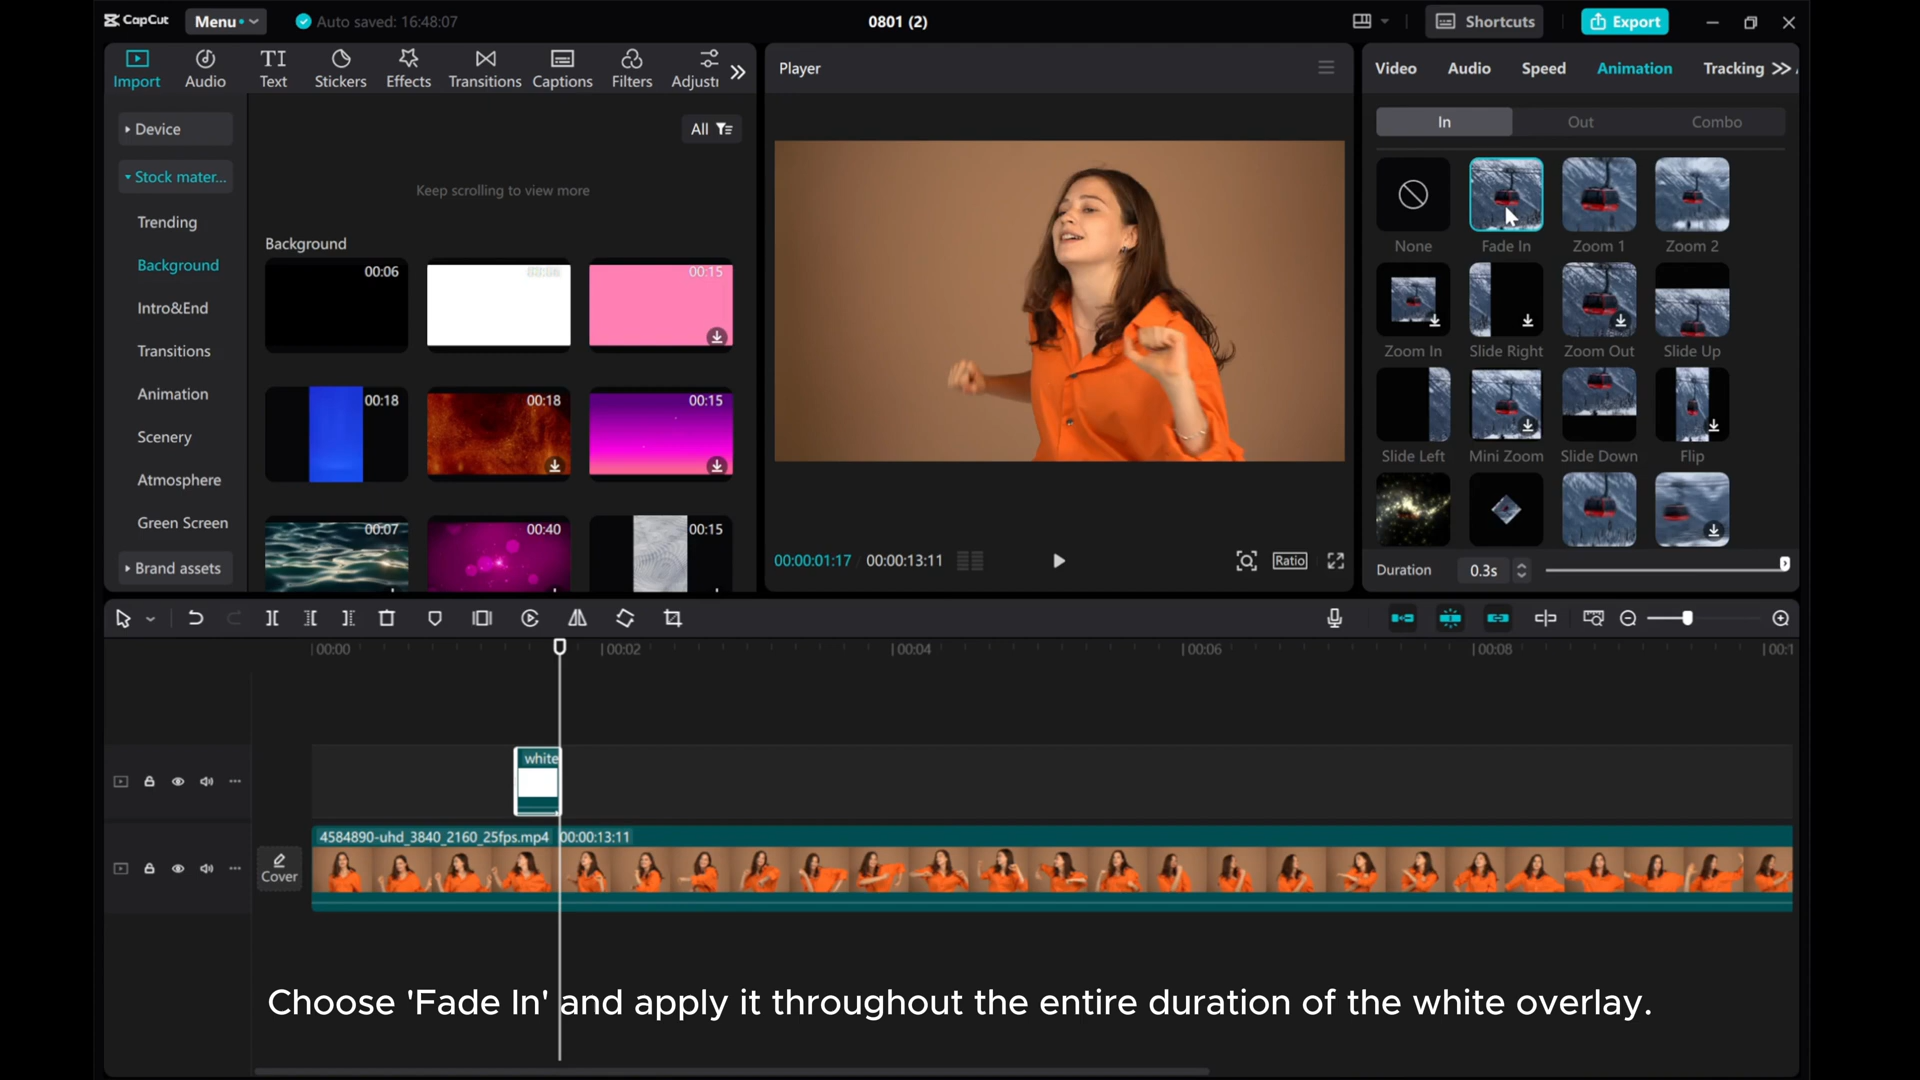 CapCut
Menu
Auto saved: 16:48:07
0801 (2)
Shortcuts
Export
Import
Audio
Text
Stickers
Effects
Transitions
Captions
Filters
Adjust
Player
Video
Audio
Speed
Animation
Tracking
Device
Stock mater...
Trending
Background
Intro&End
Transitions
Animation
Scenery
Atmosphere
Green Screen
Brand assets
All
Keep scrolling to view more
Background
00:06
00:15
00:18
00:18
00:15
00:07
00:40
00:15
00:00:01:17
00:00:13:11
Ratio
In
Out
Combo
None
Fade In
Zoom 1
Zoom 2
Zoom In
Slide Right
Zoom Out
Slide Up
Slide Left
Mini Zoom
Slide Down
Flip
Duration
0.3s
00:00
00:02
00:04
00:06
00:08
00:1
white
4584890-uhd_3840_2160_25fps.mp4 00:00:13:11
Cover
Choose 'Fade In' and apply it throughout the entire duration of the white overlay.